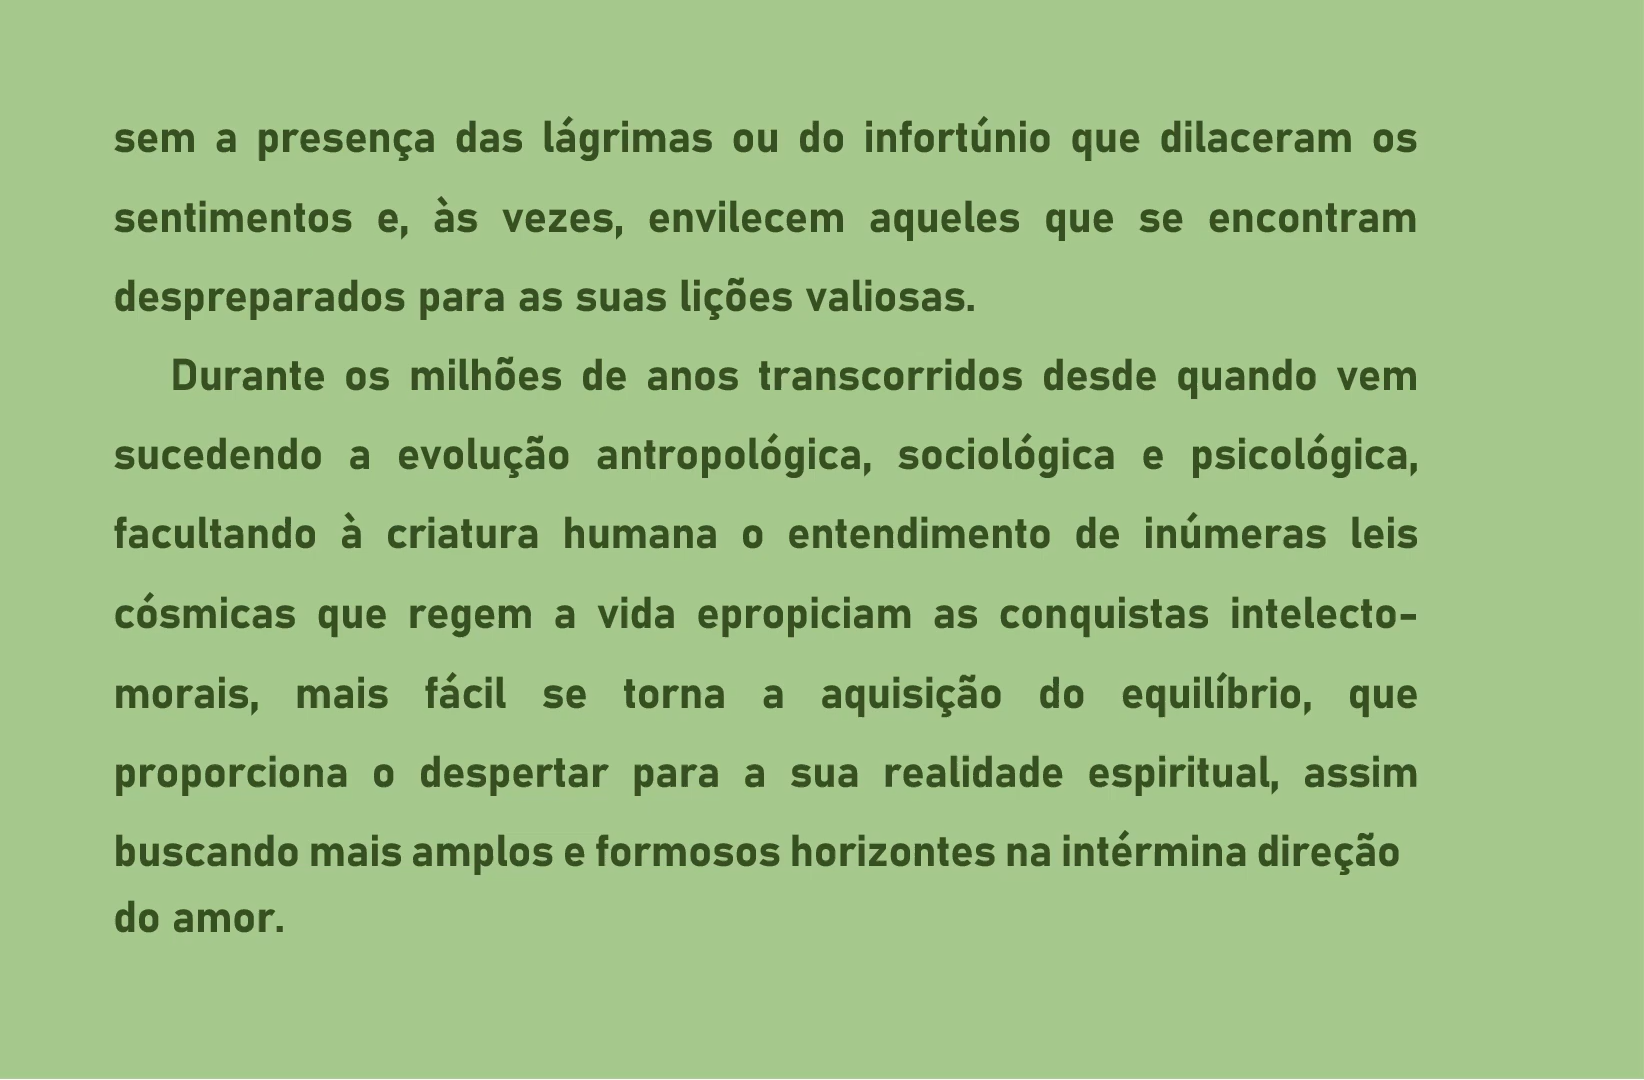 sem a presença das lágrimas ou do infortúnio que dilaceram os
sentimentos e, às vezes, envilecem aqueles que se encontram
despreparados para as suas lições valiosas.
Durante os milhões de anos transcorridos desde quando vem
sucedendo a evolução antropológica, sociológica e psicológica,
facultando à criatura humana o entendimento de inúmeras leis
cósmicas que regem a vida epropiciam as conquistas intelecto-
morais, mais fácil se torna a aquisição do equilíbrio, que
proporciona o despertar para a sua realidade espiritual, assim
buscando mais amplos e formosos horizontes na intérmina direção
do amor.